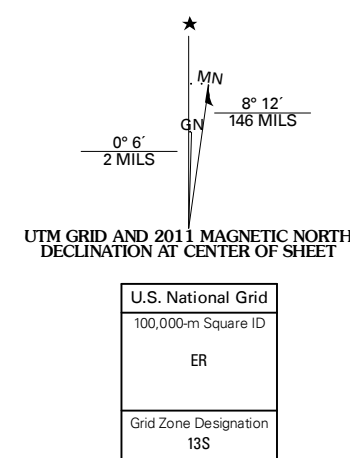 ★
MN
8° 12´
146 MILS
GN
0° 6´
2 MILS
UTM GRID AND 2011 MAGNETIC NORTH
DECLINATION AT CENTER OF SHEET
U.S. National Grid
100,000-m Square ID
ER
Grid Zone Designation
13S